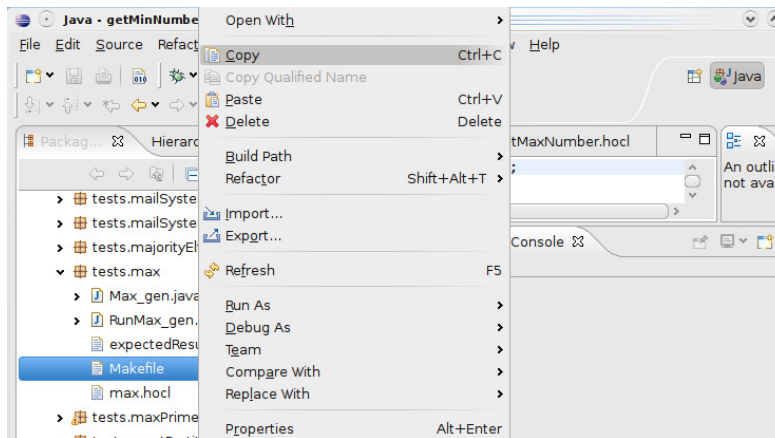 Java - getMinNumbe
File Edit Source Refact
Help
Java
Packag... Hierarc
tests.mailSyste
tests.mailSyste
tests.majorityEl
tests.max
Max_gen.java
RunMax_gen.
expectedResu
Makefile
max.hocl
tests.maxPrime
Open With
Copy Ctrl+C
Copy Qualified Name
Paste Ctrl+V
Delete Delete
Build Path
Refactor Shift+Alt+T
Import...
Export...
Refresh F5
Run As
Debug As
Team
Compare With
Replace With
Properties Alt+Enter
tMaxNumber.hocl
;
An outli
not ava
Console